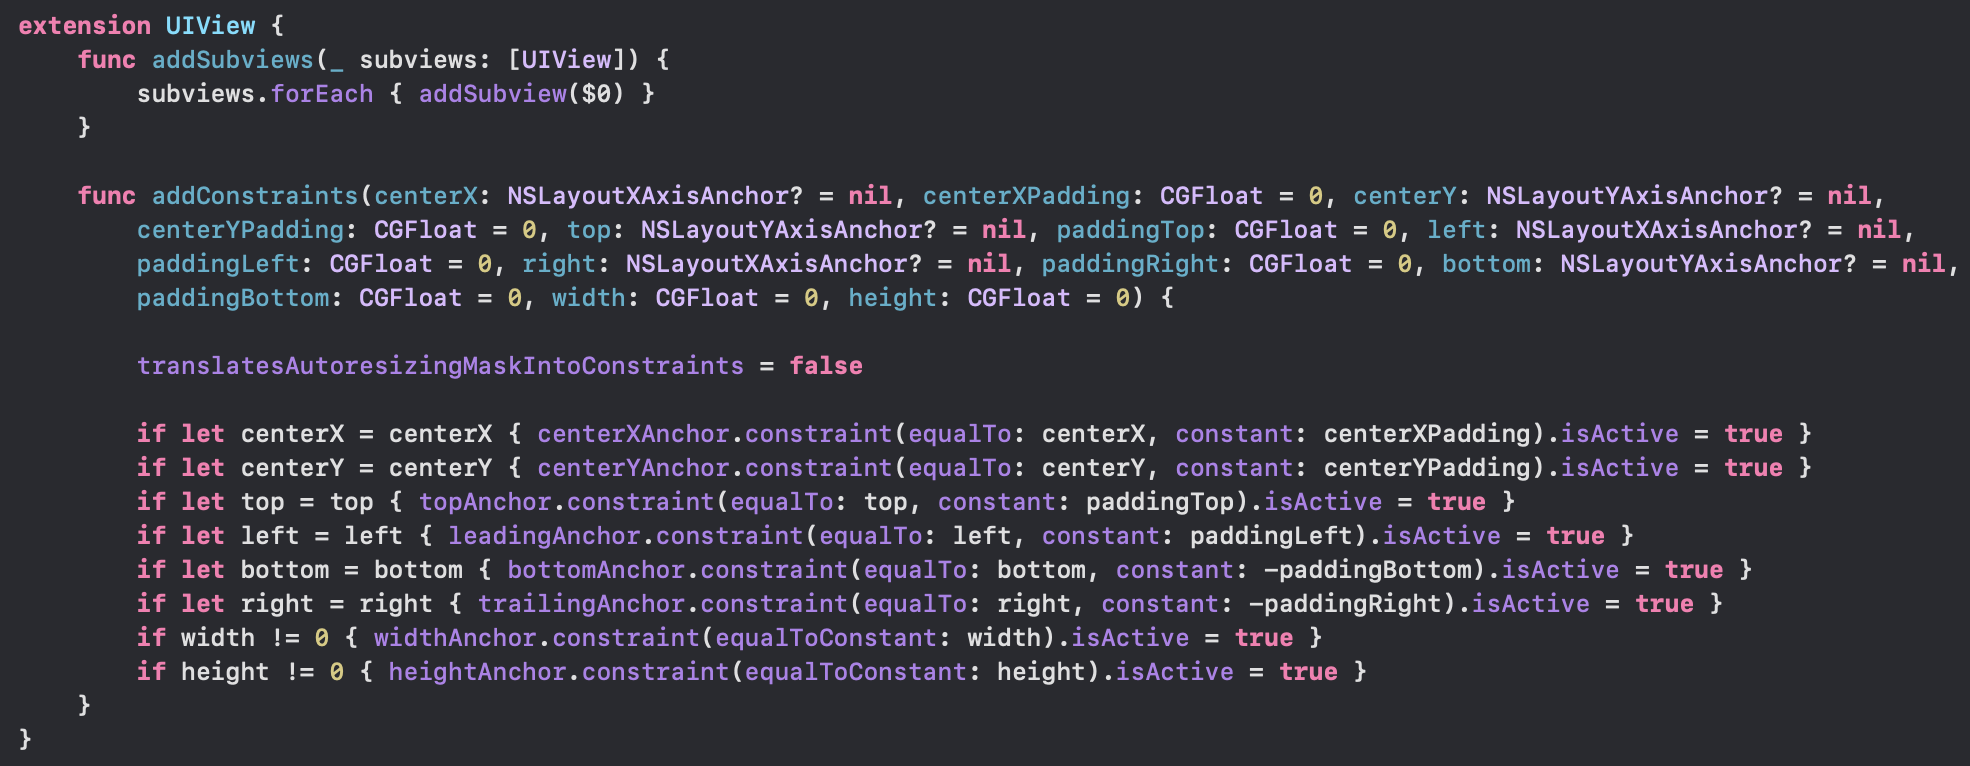 extension UIView {
    func addSubviews(_ subviews: [UIView]) {
        subviews.forEach { addSubview($0) }
    }

    func addConstraints(centerX: NSLayoutXAxisAnchor? = nil, centerXPadding: CGFloat = 0, centerY: NSLayoutYAxisAnchor? = nil,
        centerYPadding: CGFloat = 0, top: NSLayoutYAxisAnchor? = nil, paddingTop: CGFloat = 0, left: NSLayoutXAxisAnchor? = nil,
        paddingLeft: CGFloat = 0, right: NSLayoutXAxisAnchor? = nil, paddingRight: CGFloat = 0, bottom: NSLayoutYAxisAnchor? = nil,
        paddingBottom: CGFloat = 0, width: CGFloat = 0, height: CGFloat = 0) {

        translatesAutoresizingMaskIntoConstraints = false

        if let centerX = centerX { centerXAnchor.constraint(equalTo: centerX, constant: centerXPadding).isActive = true }
        if let centerY = centerY { centerYAnchor.constraint(equalTo: centerY, constant: centerYPadding).isActive = true }
        if let top = top { topAnchor.constraint(equalTo: top, constant: paddingTop).isActive = true }
        if let left = left { leadingAnchor.constraint(equalTo: left, constant: paddingLeft).isActive = true }
        if let bottom = bottom { bottomAnchor.constraint(equalTo: bottom, constant: -paddingBottom).isActive = true }
        if let right = right { trailingAnchor.constraint(equalTo: right, constant: -paddingRight).isActive = true }
        if width != 0 { widthAnchor.constraint(equalToConstant: width).isActive = true }
        if height != 0 { heightAnchor.constraint(equalToConstant: height).isActive = true }
    }
}